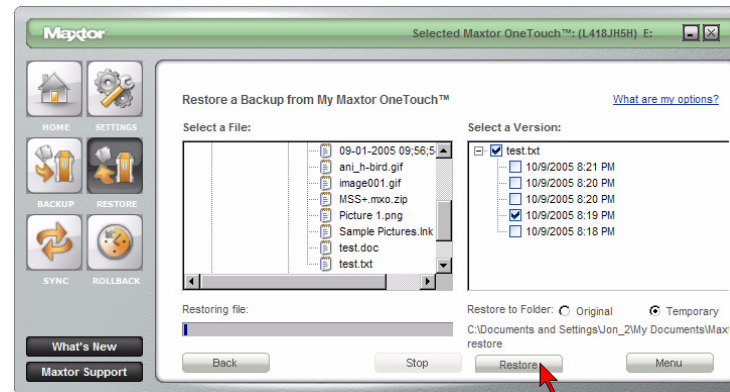 Maxtor
Selected Maxtor OneTouch™: (L418JH5H) E:
HOME
SETTINGS
BACKUP
RESTORE
SYNC
ROLLBACK
What's New
Maxtor Support
Restore a Backup from My Maxtor OneTouch™
What are my options?
Select a File:
09-01-2005 09;56;5
ani_h-bird.gif
image001.gif
MSS+.mxo.zip
Picture 1.png
Sample Pictures.lnk
test.doc
test.txt
Select a Version:
test.txt
10/9/2005 8:21 PM
10/9/2005 8:20 PM
10/9/2005 8:20 PM
10/9/2005 8:19 PM
10/9/2005 8:18 PM
Restoring file:
Restore to Folder: Original Temporary
C:\Documents and Settings\Jon_2\My Documents\Max
restore
Back
Stop
Restore
Menu